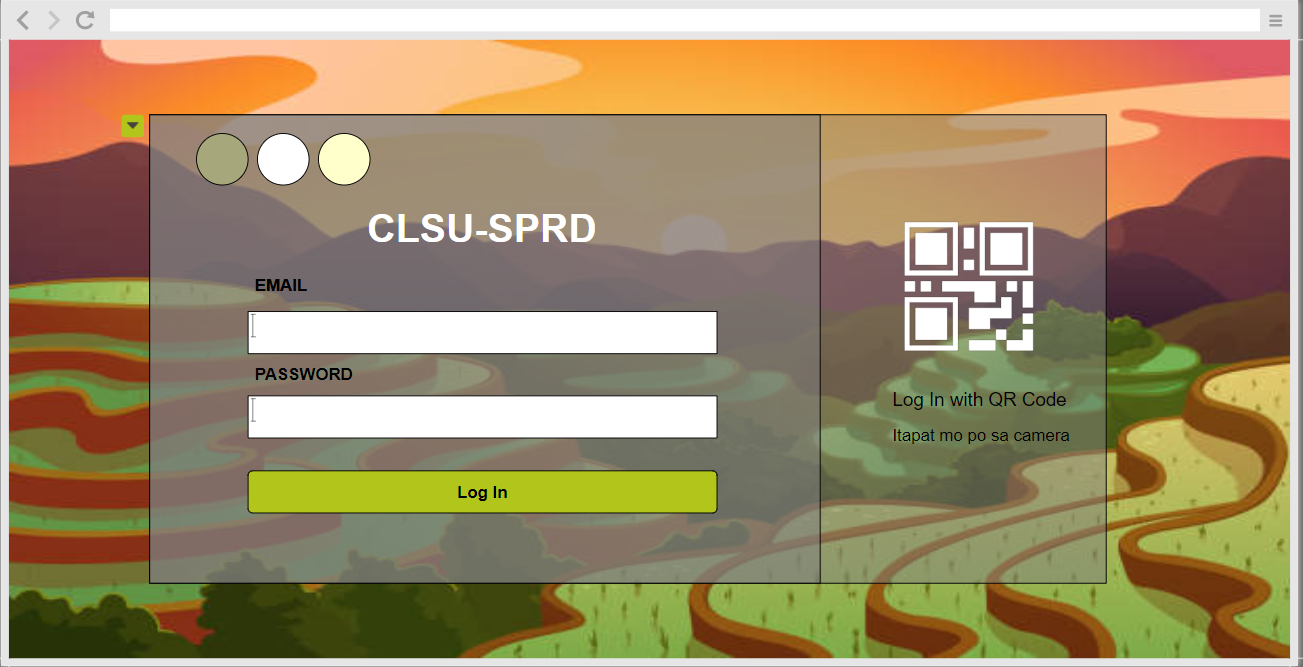 CLSU-SPRD
EMAIL
PASSWORD
Log In
Log In with QR Code
Itapat mo po sa camera